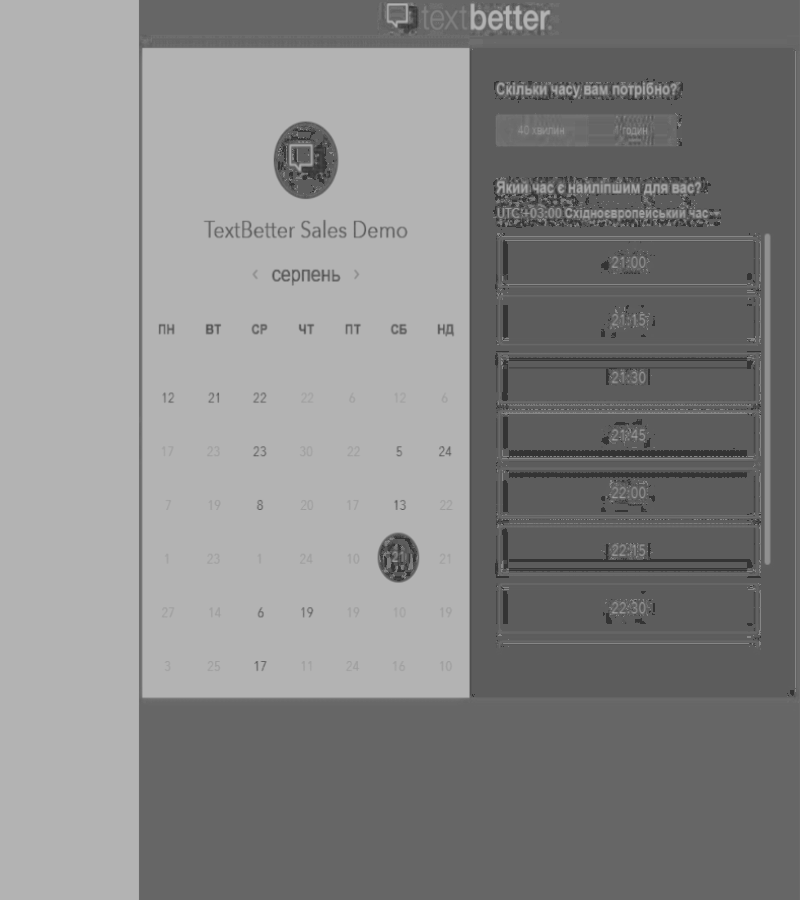 textbetter
TextBetter Sales Demo
‹ серпень ›
ПН ВТ СР ЧТ ПТ СБ НД
12 21 22 22 6 12 6
17 23 23 30 22 5 24
7 19 8 20 17 13 22
1 23 1 24 10 21 21
27 14 6 19 19 10 19
3 25 17 11 24 16 10
Скільки часу вам потрібно?
40 хвилин годин
Який час є найліпшим для вас?
UTC +03:00 Східноєвропейський час
21:00
21:15
21:30
21:45
22:00
22:15
22:30